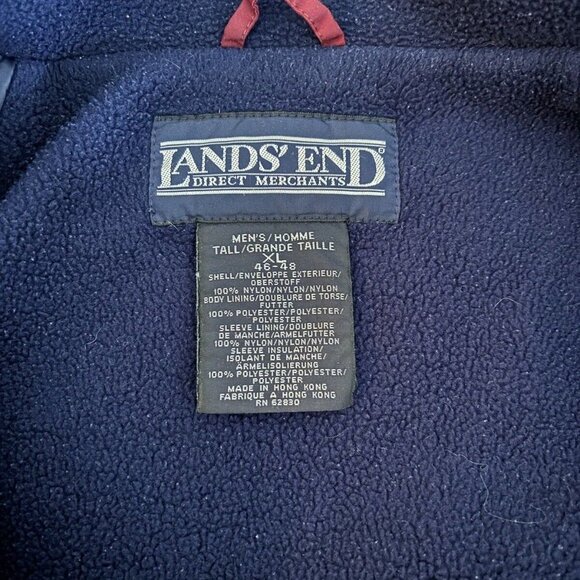 LANDS' END®
DIRECT MERCHANTS
MEN'S/HOMME
TALL/GRANDE TAILLE
XL
46-48
SHELL/ENVELOPPE EXTERIEUR/
OBERSTOFF
100% NYLON/NYLON/NYLON
BODY LINING/DOUBLURE DE TORSE/
FUTTER
100% POLYESTER/POLYESTER/
POLYESTER
SLEEVE LINING/DOUBLURE
DE MANCHE/ARMELFUTTER
100% NYLON/NYLON/NYLON
SLEEVE INSULATION/
ISOLANT DE MANCHE/
ÄRMELISOLIERUNG
100% POLYESTER/POLYESTER/
POLYESTER
MADE IN HONG KONG
FABRIQUE A HONG KONG
RN 62830